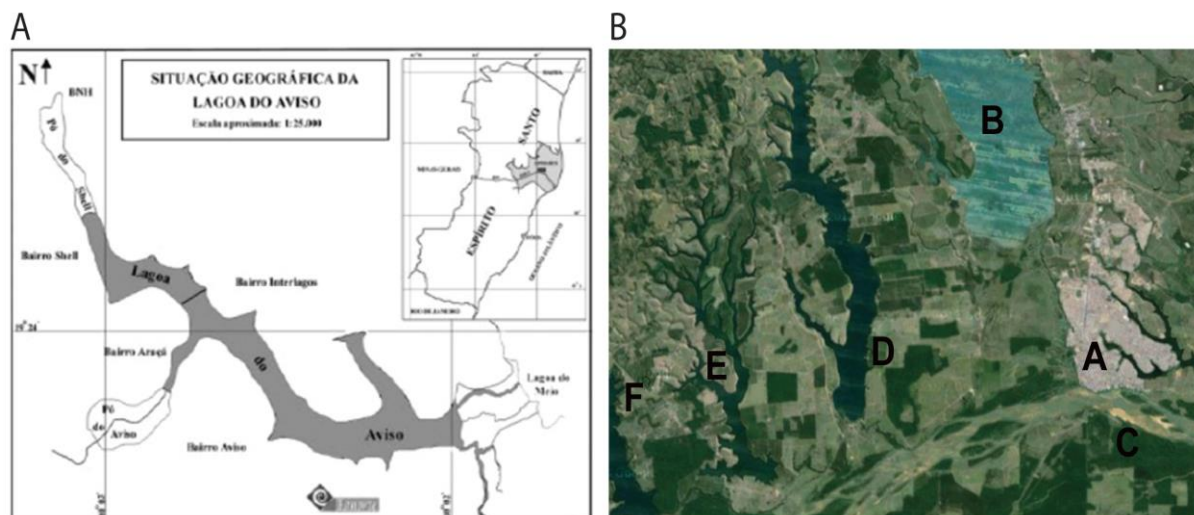 A
N
BNH
SITUAÇÃO GEOGRÁFICA DA
LAGOA DO AVISO
Escala aproximada: 1:25.000
Pé
do
Shell
Bairro Shell
Lagoa
Bairro Interlagos
do
Bairro Araçá
Pé
do
Aviso
Bairro Aviso
Aviso
Lagoa do
Meio
MINAS GERAIS
SANTO
ESPÍRITO
RIO DE JANEIRO
B
B
A
D
E
F
C